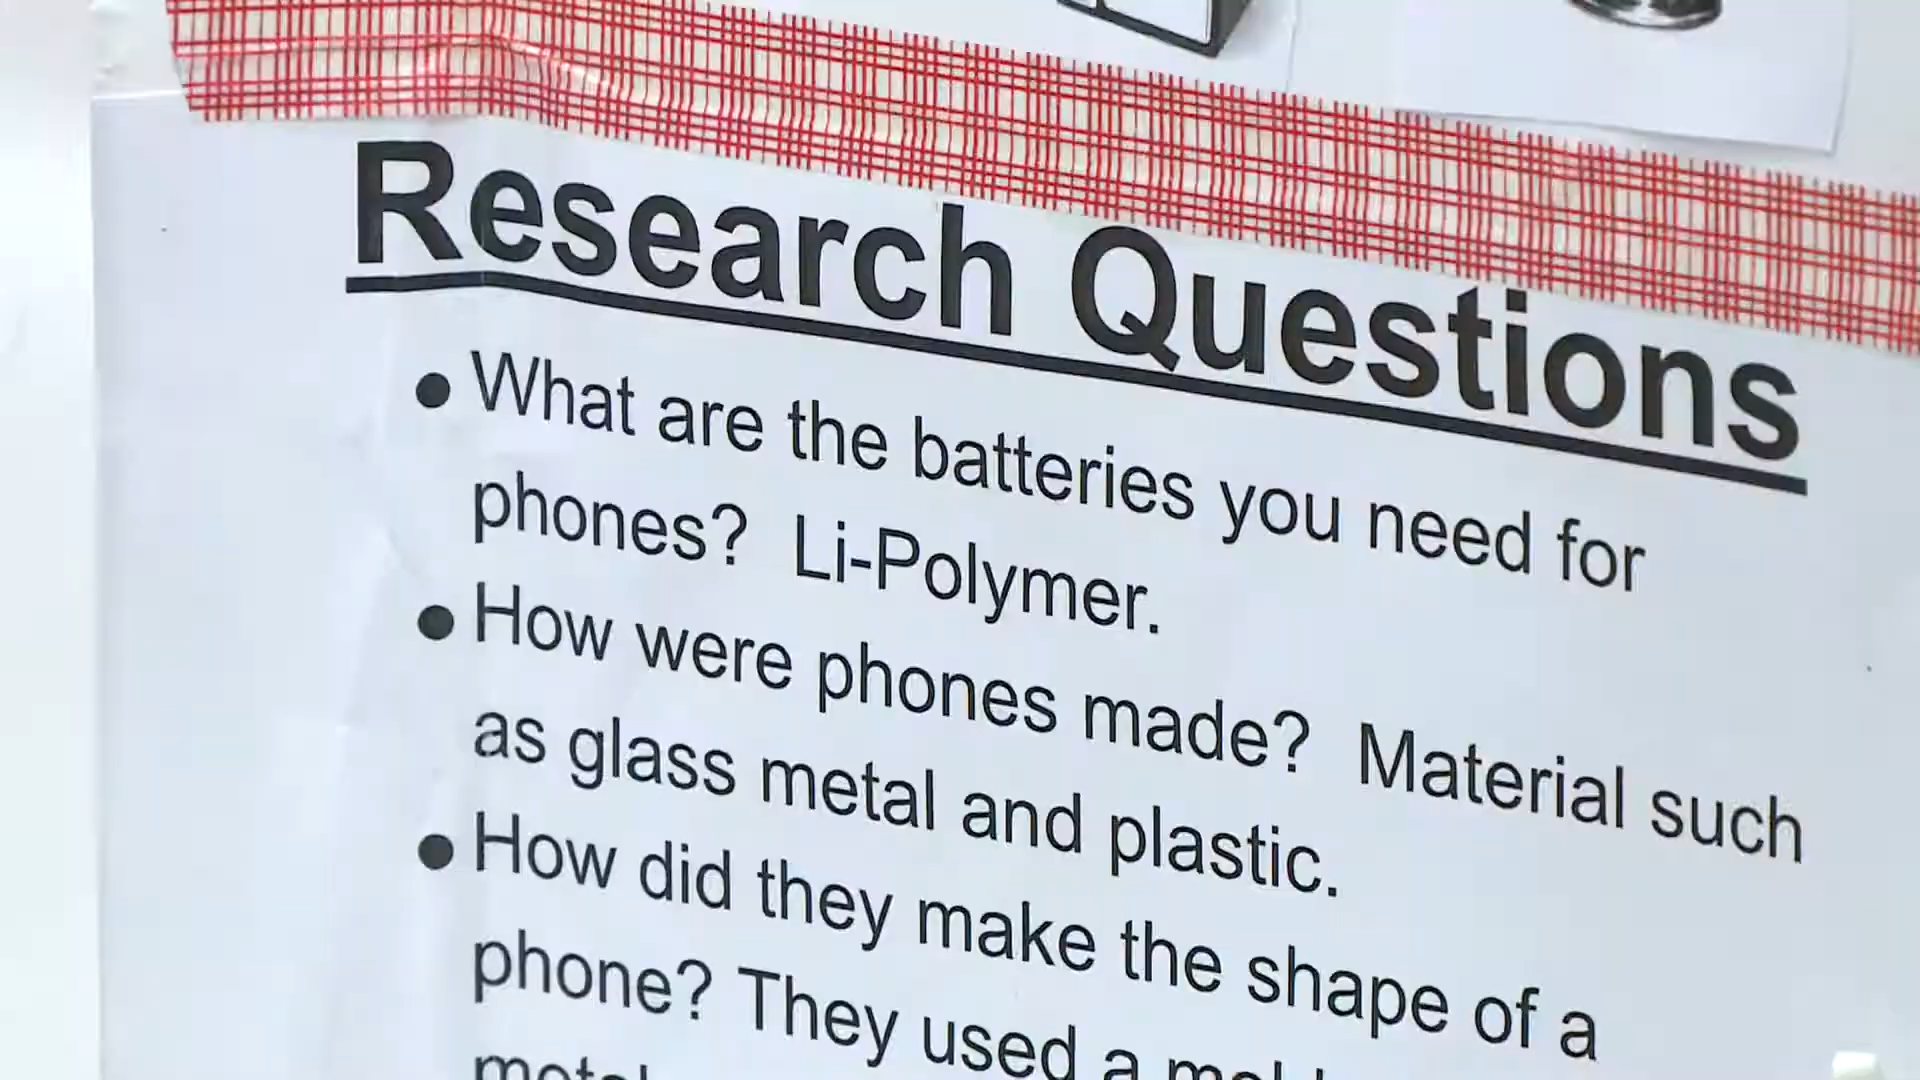 Research Questions
• What are the batteries you need for
phones? Li-Polymer.
• How were phones made? Material such
as glass metal and plastic.
• How did they make the shape of a
phone? They used a